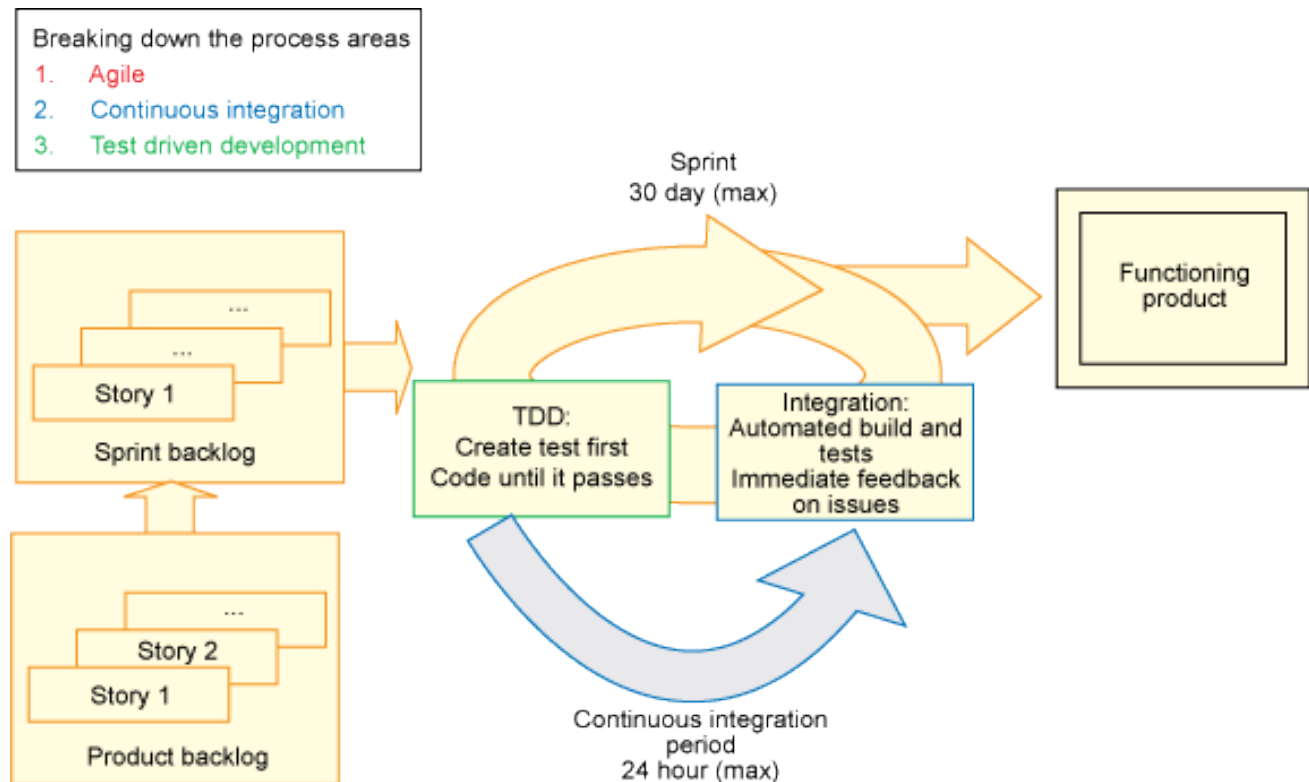 Breaking down the process areas
1. Agile
2. Continuous integration
3. Test driven development
Sprint
30 day (max)
Functioning
product
...
...
Story 1
Sprint backlog
TDD:
Create test first
Code until it passes
Integration:
Automated build and
tests
Immediate feedback
on issues
...
Story 2
Story 1
Product backlog
Continuous integration
period
24 hour (max)